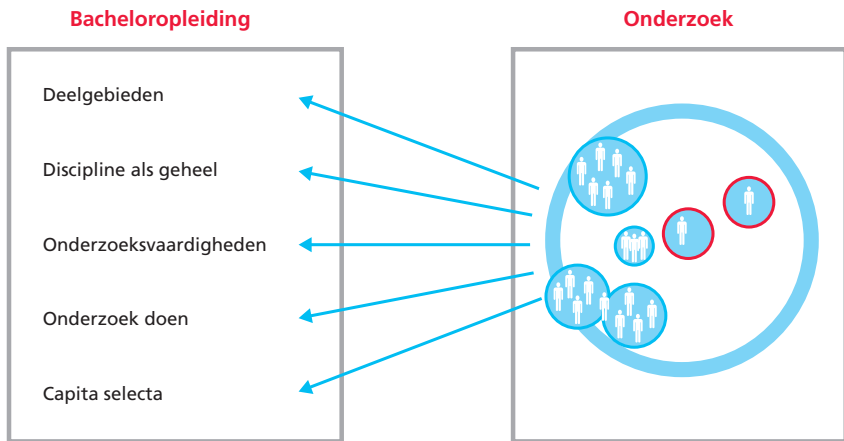 Bacheloropleiding
Onderzoek
Deelgebieden
Discipline als geheel
Onderzoeksvaardigheden
Onderzoek doen
Capita selecta